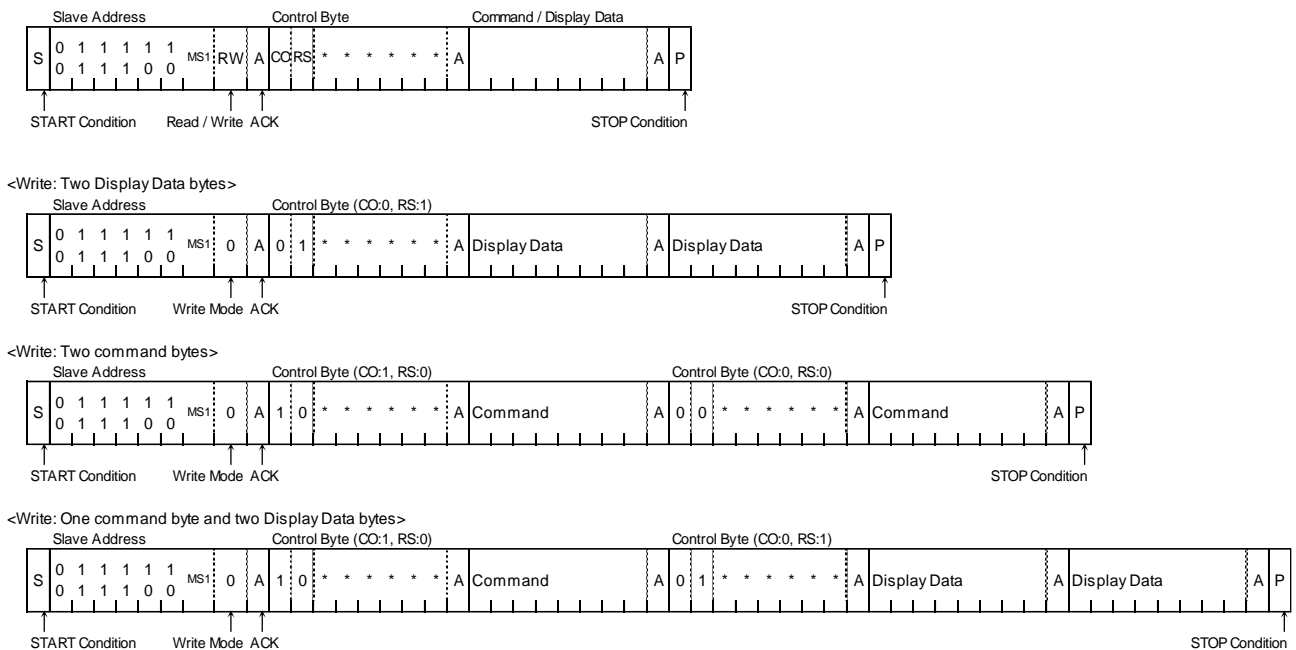 Slave Address Control Byte Command / Display Data
S 0 1 1 1 1 1 MS1 RW A CO RS * * * * * * A A P
0 1 1 1 0 0
START Condition Read / Write ACK STOP Condition
<Write: Two Display Data bytes>
Slave Address Control Byte (CO:0, RS:1)
S 0 1 1 1 1 1 MS1 0 A 0 1 * * * * * * A Display Data A Display Data A P
0 1 1 1 0 0
START Condition Write Mode ACK STOP Condition
<Write: Two command bytes>
Slave Address Control Byte (CO:1, RS:0) Control Byte (CO:0, RS:0)
S 0 1 1 1 1 1 MS1 0 A 1 0 * * * * * * A Command A 0 0 * * * * * * A Command A P
0 1 1 1 0 0
START Condition Write Mode ACK STOP Condition
<Write: One command byte and two Display Data bytes>
Slave Address Control Byte (CO:1, RS:0) Control Byte (CO:0, RS:1)
S 0 1 1 1 1 1 MS1 0 A 1 0 * * * * * * A Command A 0 1 * * * * * * A Display Data A Display Data A P
0 1 1 1 0 0
START Condition Write Mode ACK STOP Condition